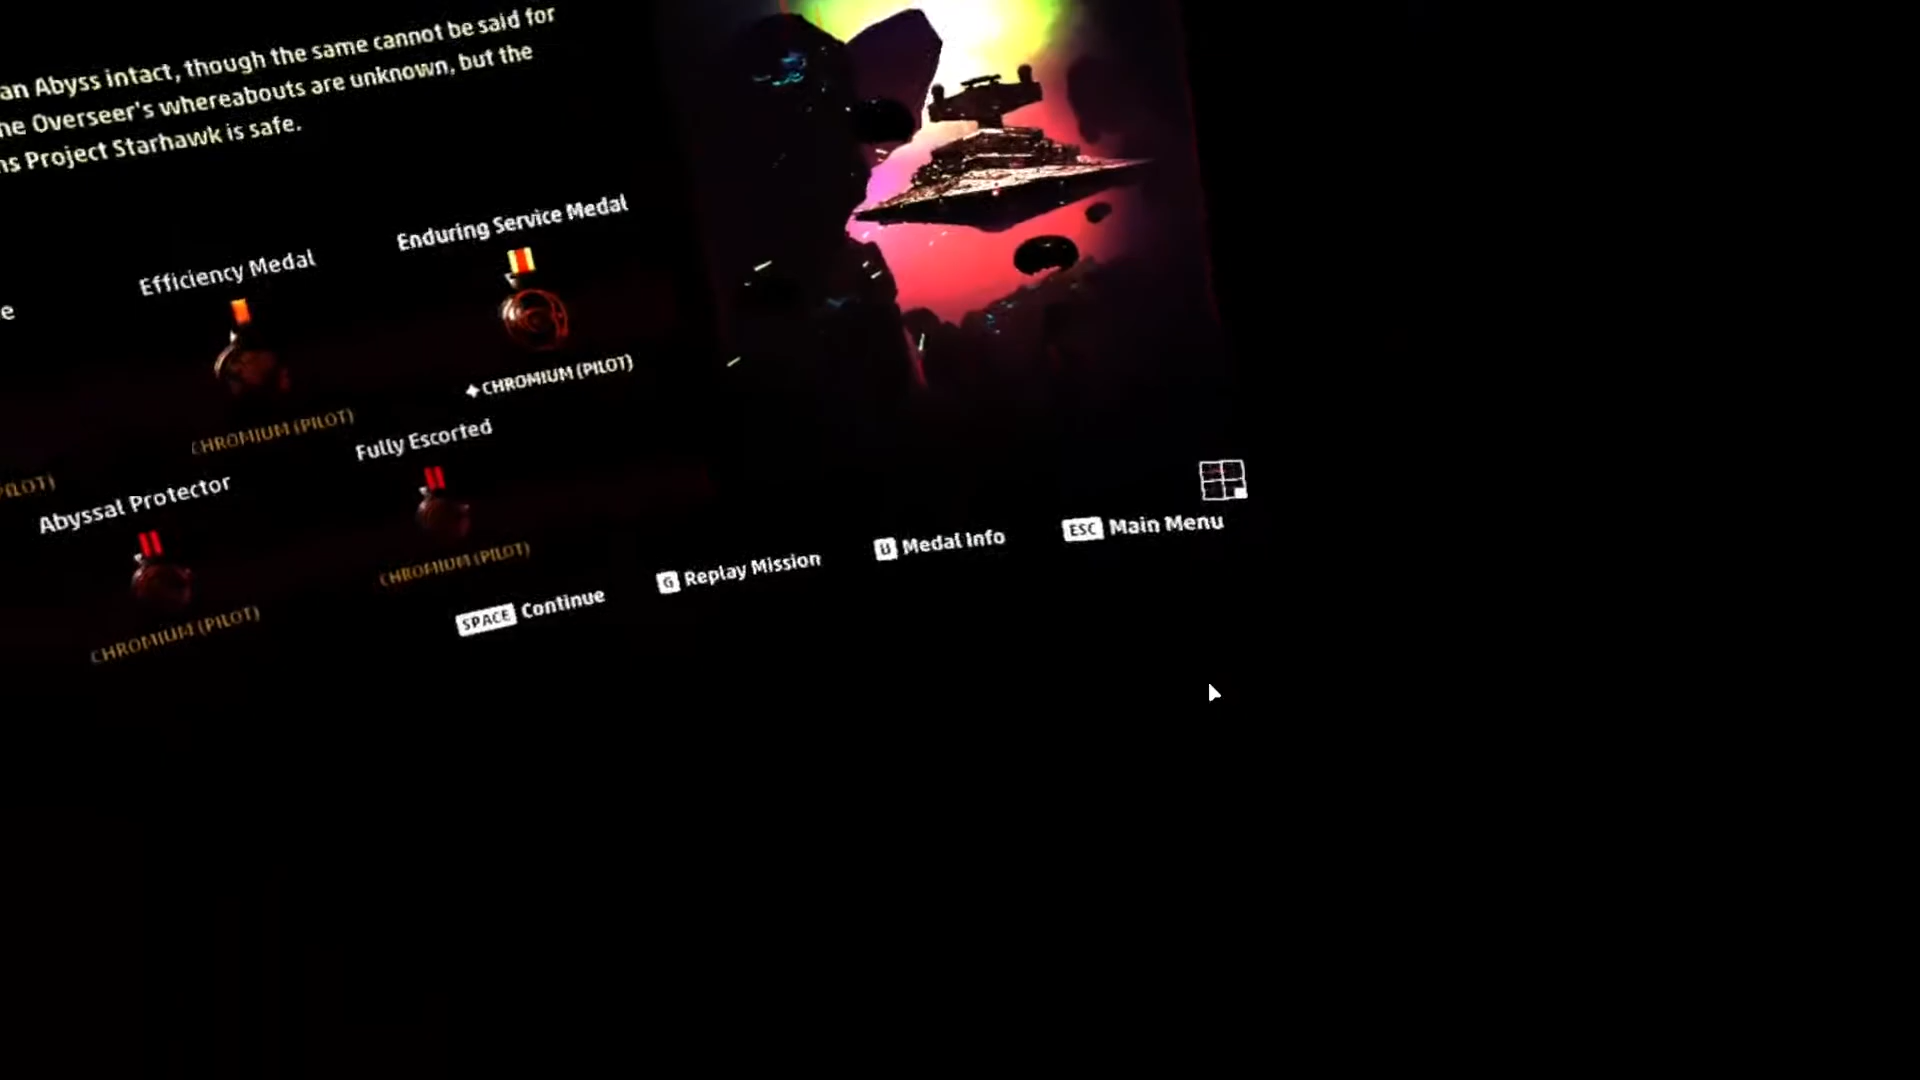 an Abyss intact, though the same cannot be said for
Overseer's whereabouts are unknown, but the
Project Starhawk is safe.
Efficiency Medal
Enduring Service Medal
CHROMIUM (PILOT)
CHROMIUM (PILOT)
Abyssal Protector
Fully Escorted
CHROMIUM (PILOT)
CHROMIUM (PILOT)
SPACE Continue
G Replay Mission
U Medal Info
ESC Main Menu